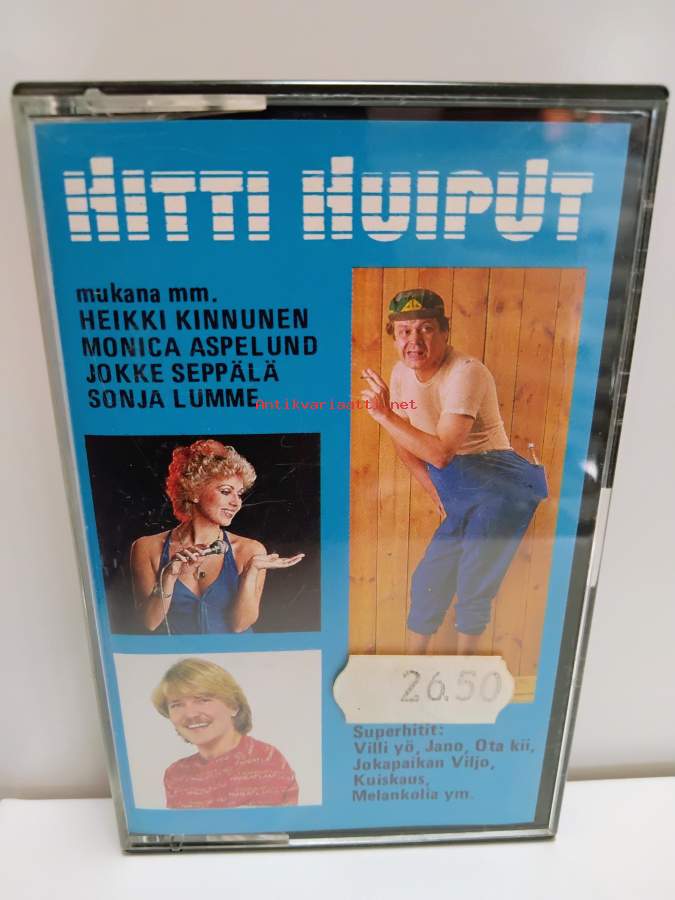 HITTI HUIPUT
mukana mm.
HEIKKI KINNUNEN
MONICA ASPELUND
JOKKE SEPPÄLÄ
SONJA LUMME
Antikvariaatti.net
26.50
Superhitit:
Villi yö, Jano, Ota kii,
Jokapaikan Viljo,
Kuiskaus,
Melankolia ym.